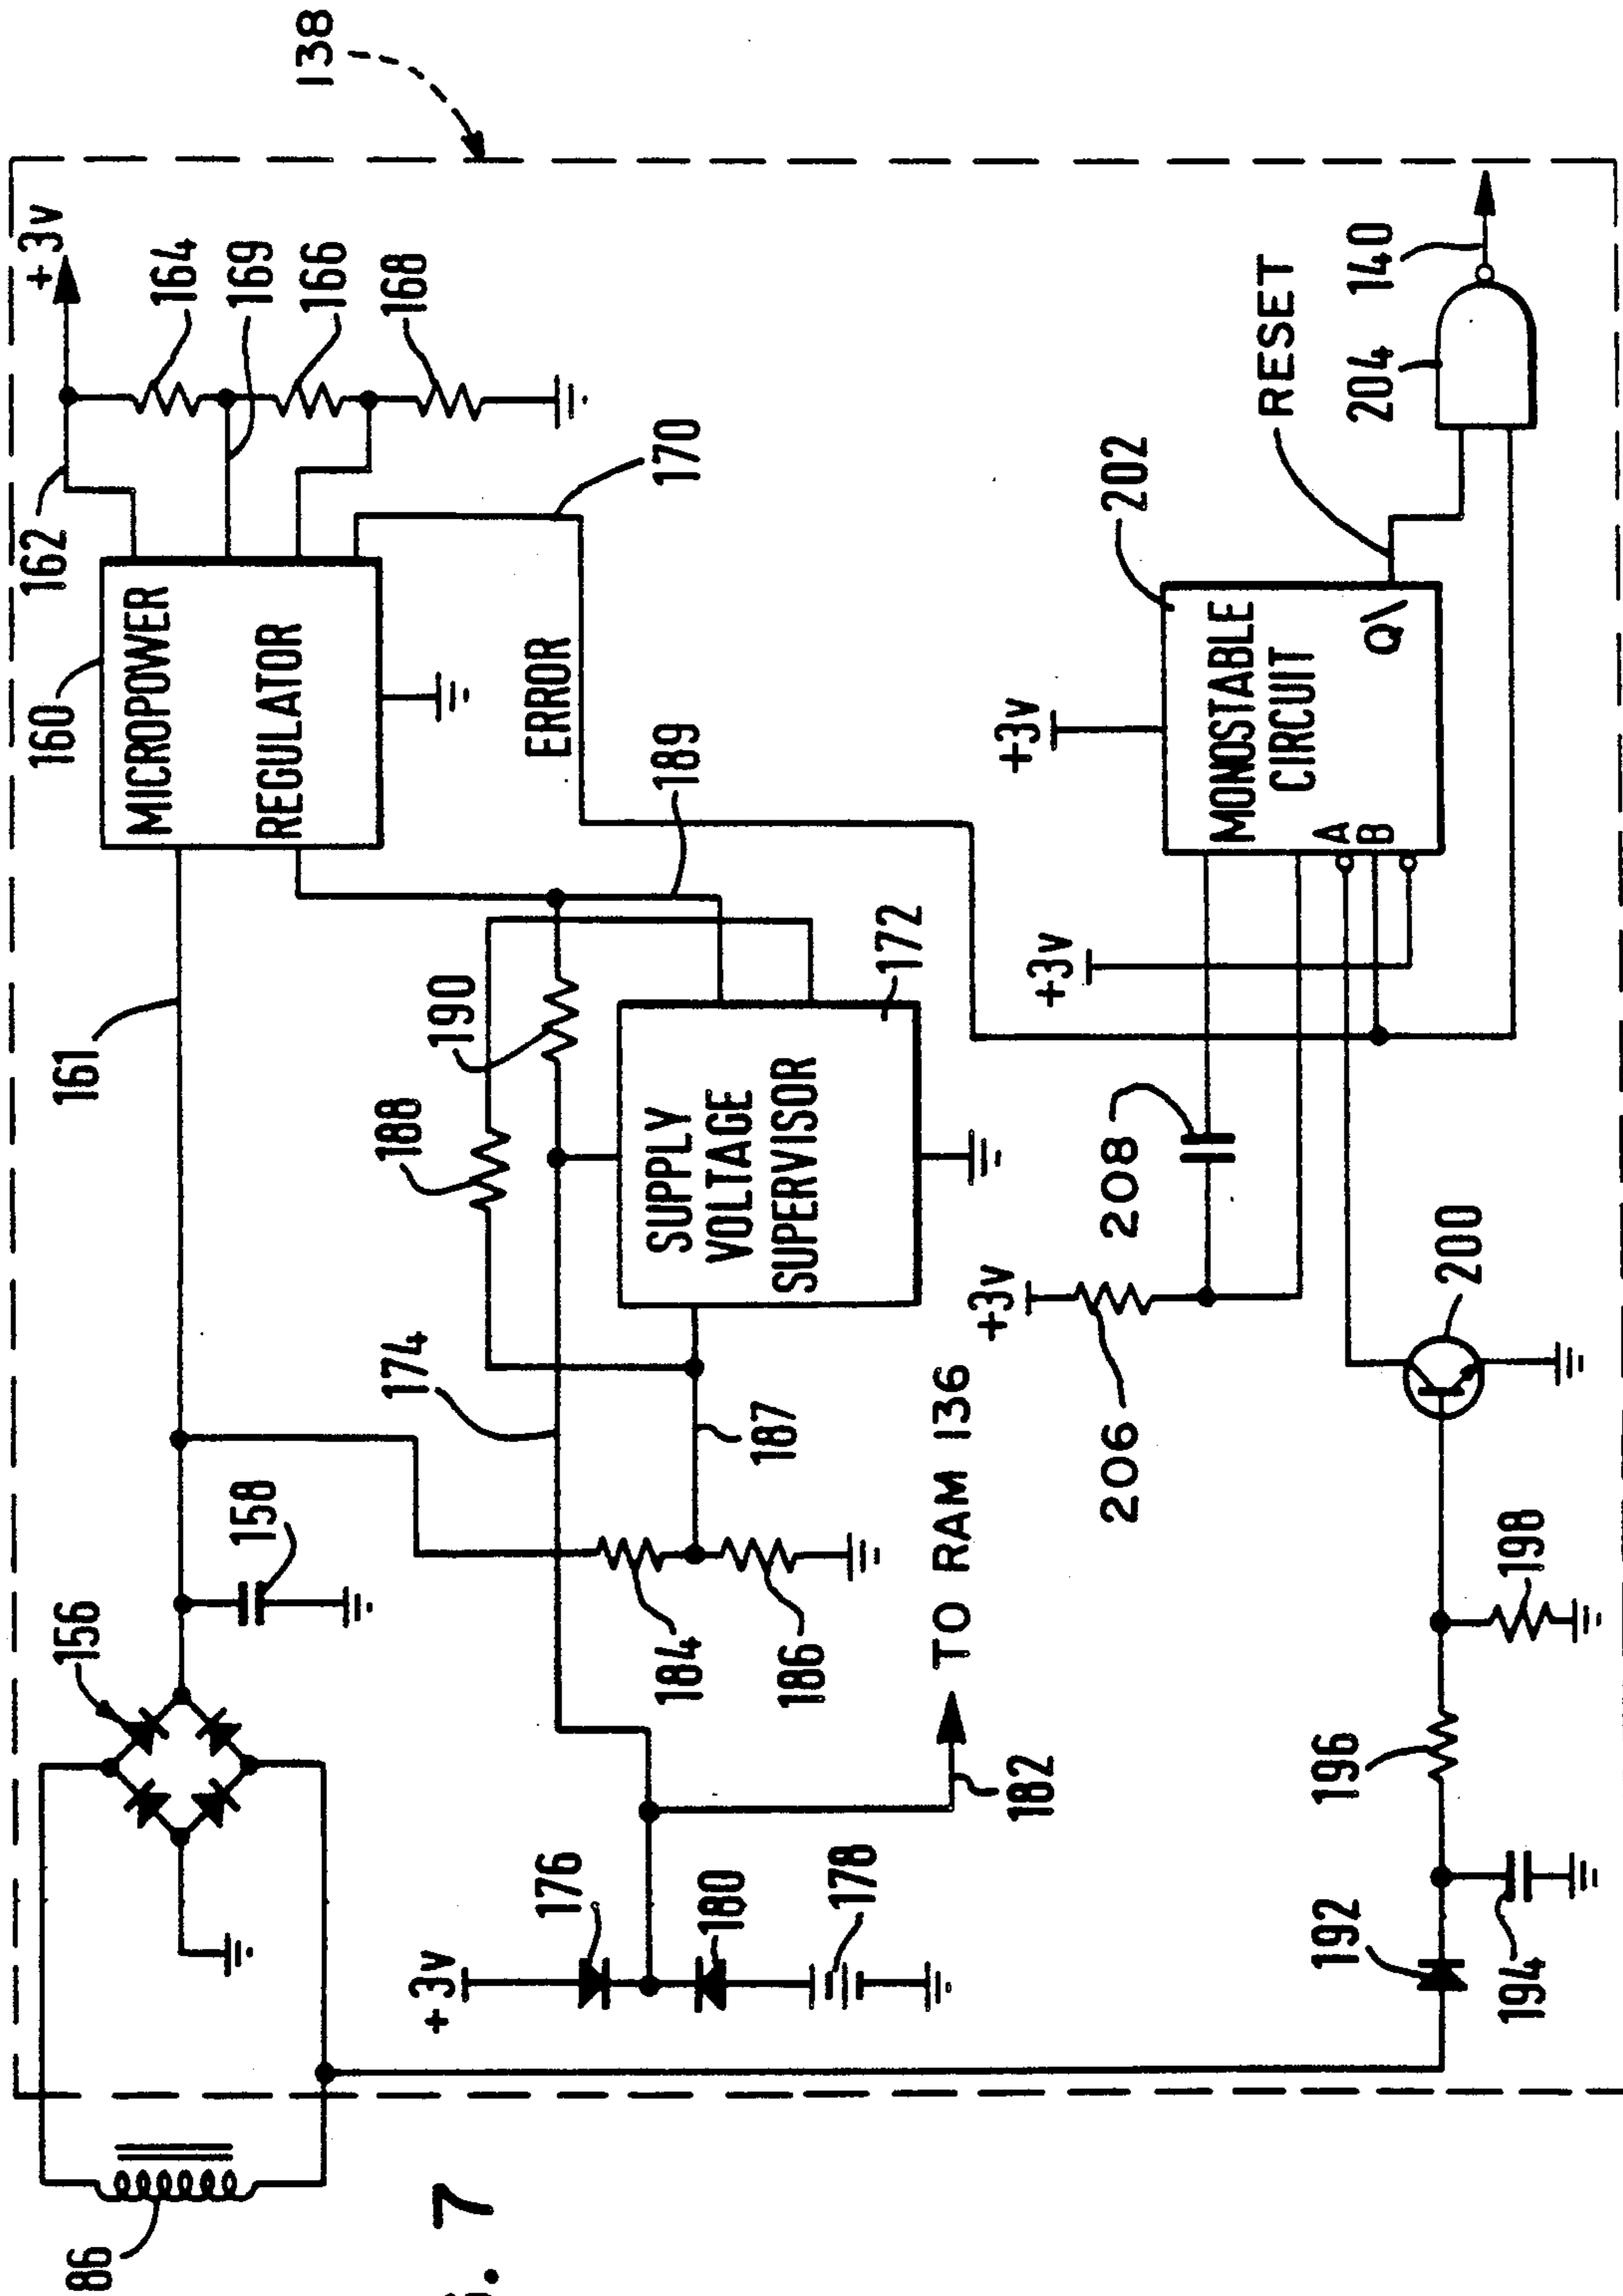 138
+3v
164
169
166
168
162
160
MICROPOWER
REGULATOR
161
170
ERROR
189
190
188
172
SUPPLY
VOLTAGE
SUPERVISOR
174
187
156
158
184
186
TO RAM 136
182
+3v
176
180
178
86
7
RESET
140
204
202
+3v
MONOSTABLE
CIRCUIT
A
B
Q\
+3v
208
+3v
206
200
198
196
192
194